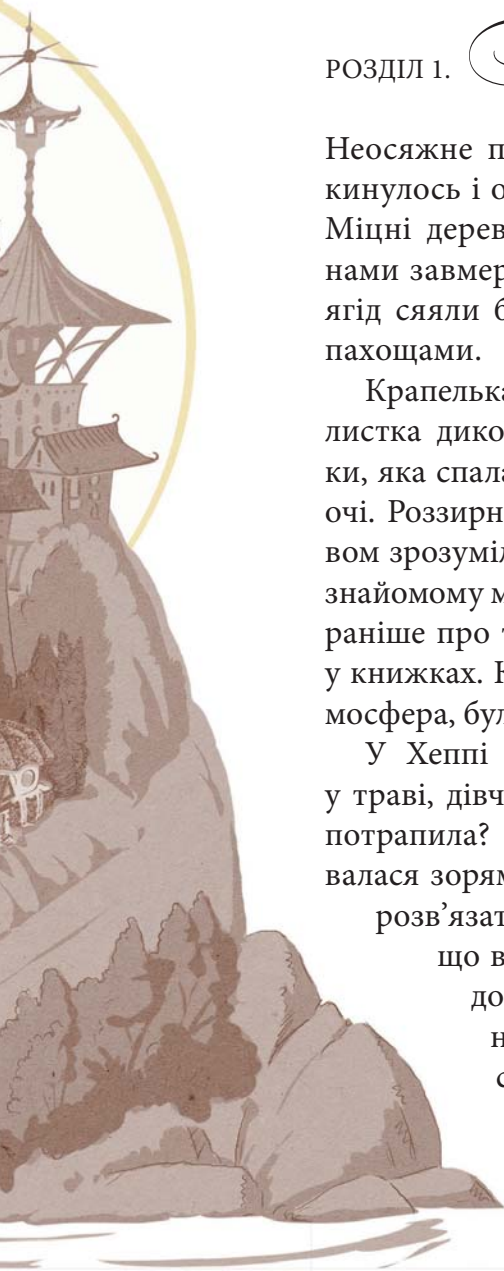 РОЗДІЛ 1.
Неосяжне п
кинулось і о
Міцні дерев
нами завмер
ягід сяяли б
пахощами.
Крапелька
листка дико
ки, яка спала
очі. Роззирн
вом зрозуміл
знайомому м
раніше про т
у книжках. К
мосфера, бул
У Хеппі
у траві, дівч
потрапила?
валася зорям
розв’язат
що в
до
н
с